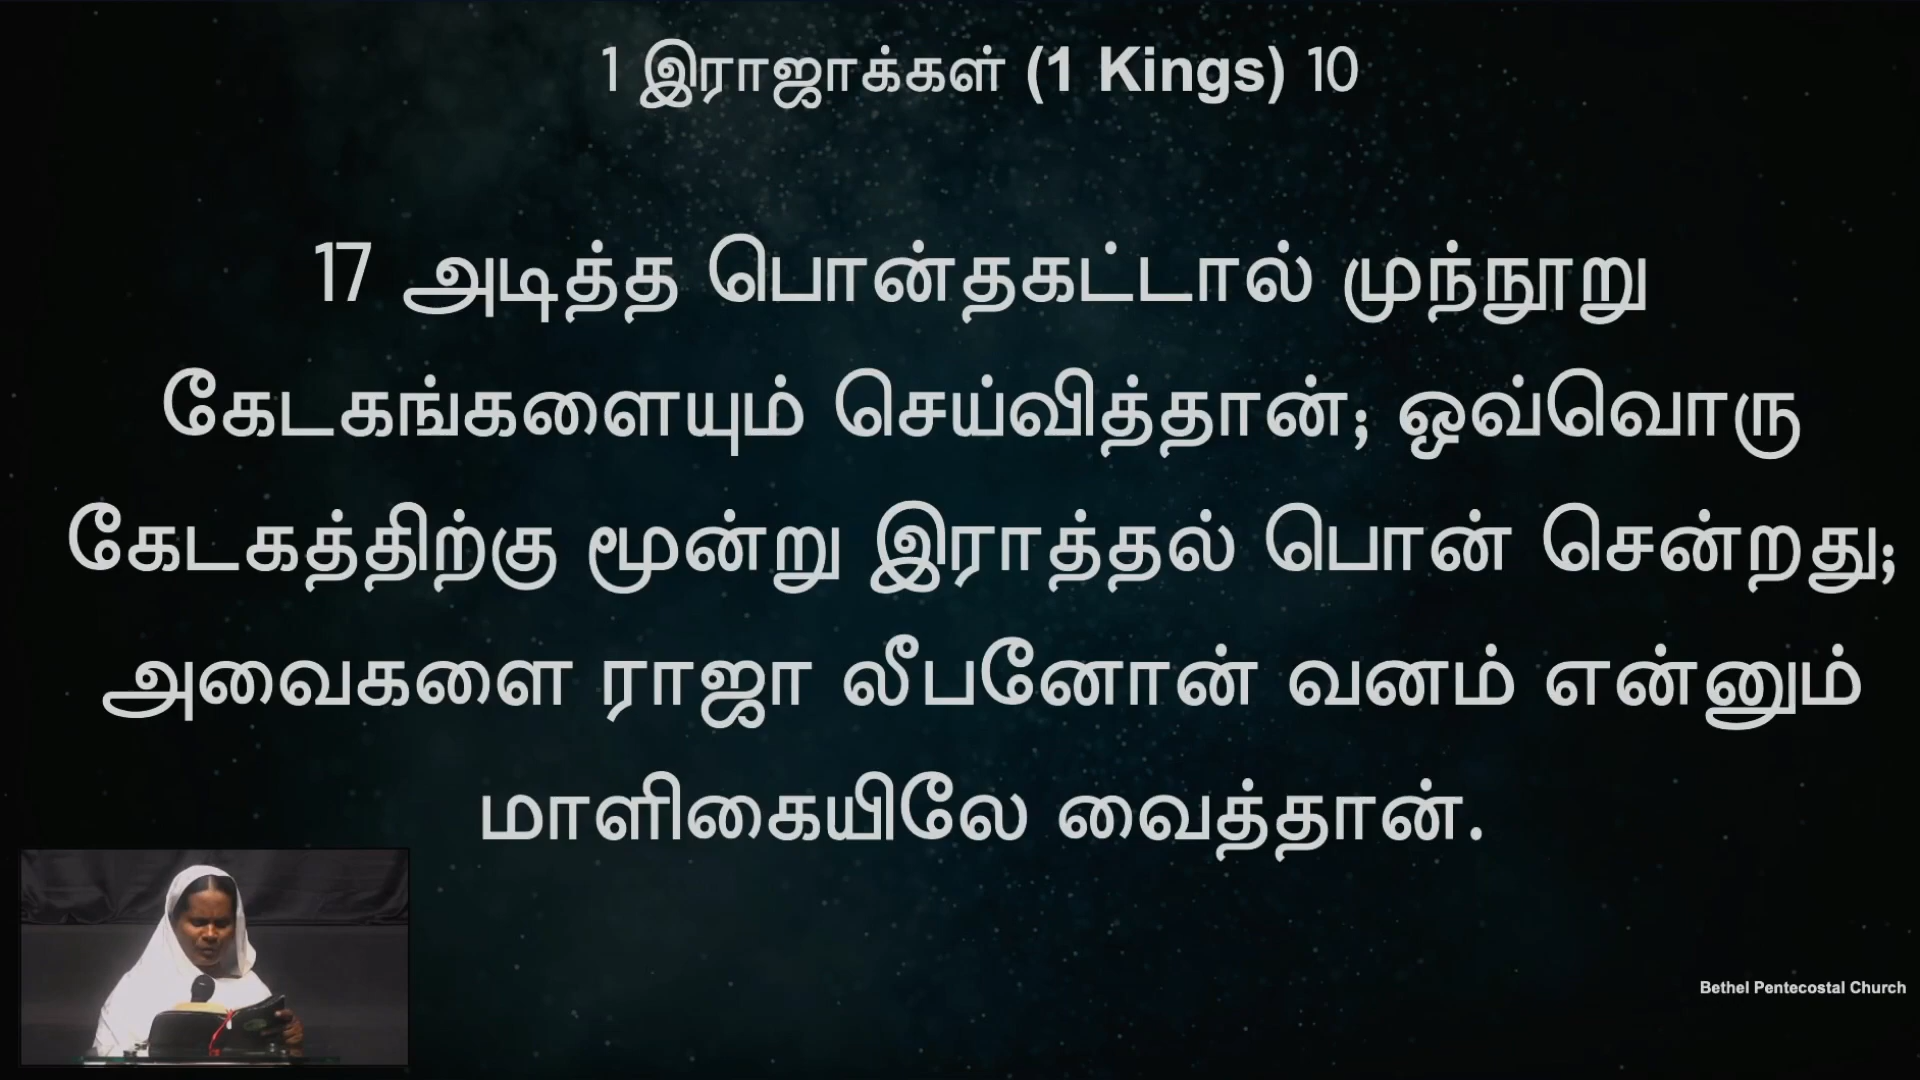 1 இராஜாக்கள் (1 Kings) 10
17 அடித்த பொன்தகட்டால் முந்நூறு
கேடகங்களையும் செய்வித்தான்; ஒவ்வொரு
கேடகத்திற்கு மூன்று இராத்தல் பொன் சென்றது;
அவைகளை ராஜா லீபனோன் வனம் என்னும்
மாளிகையிலே வைத்தான்.
Bethel Pentecostal Church